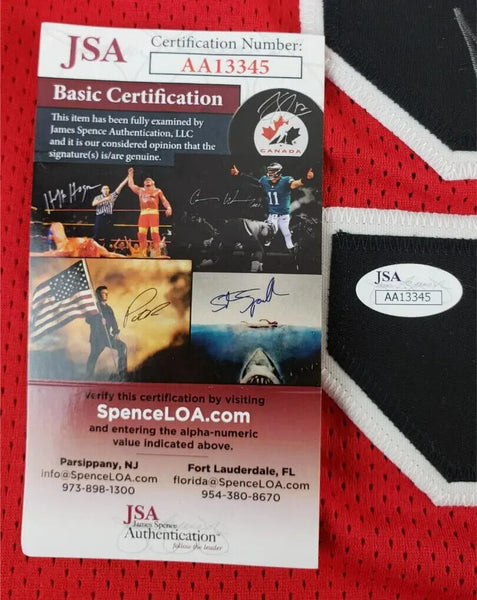 JSA
Certification Number:
AA13345
Basic Certification
This item has been fully examined by
James Spence Authentication, LLC
and it is our considered opinion that the
signature(s) is/are genuine.
CANADA
11
verify this certification by visiting
SpenceLOA.com
and entering the alpha-numeric
value indicated above.
Parsippany, NJ
info@SpenceLOA.com
973-898-1300
Fort Lauderdale, FL
florida@SpenceLOA.com
954-380-8670
JSA
James Spence
Authentication
follow the leader
JSA
AA13345